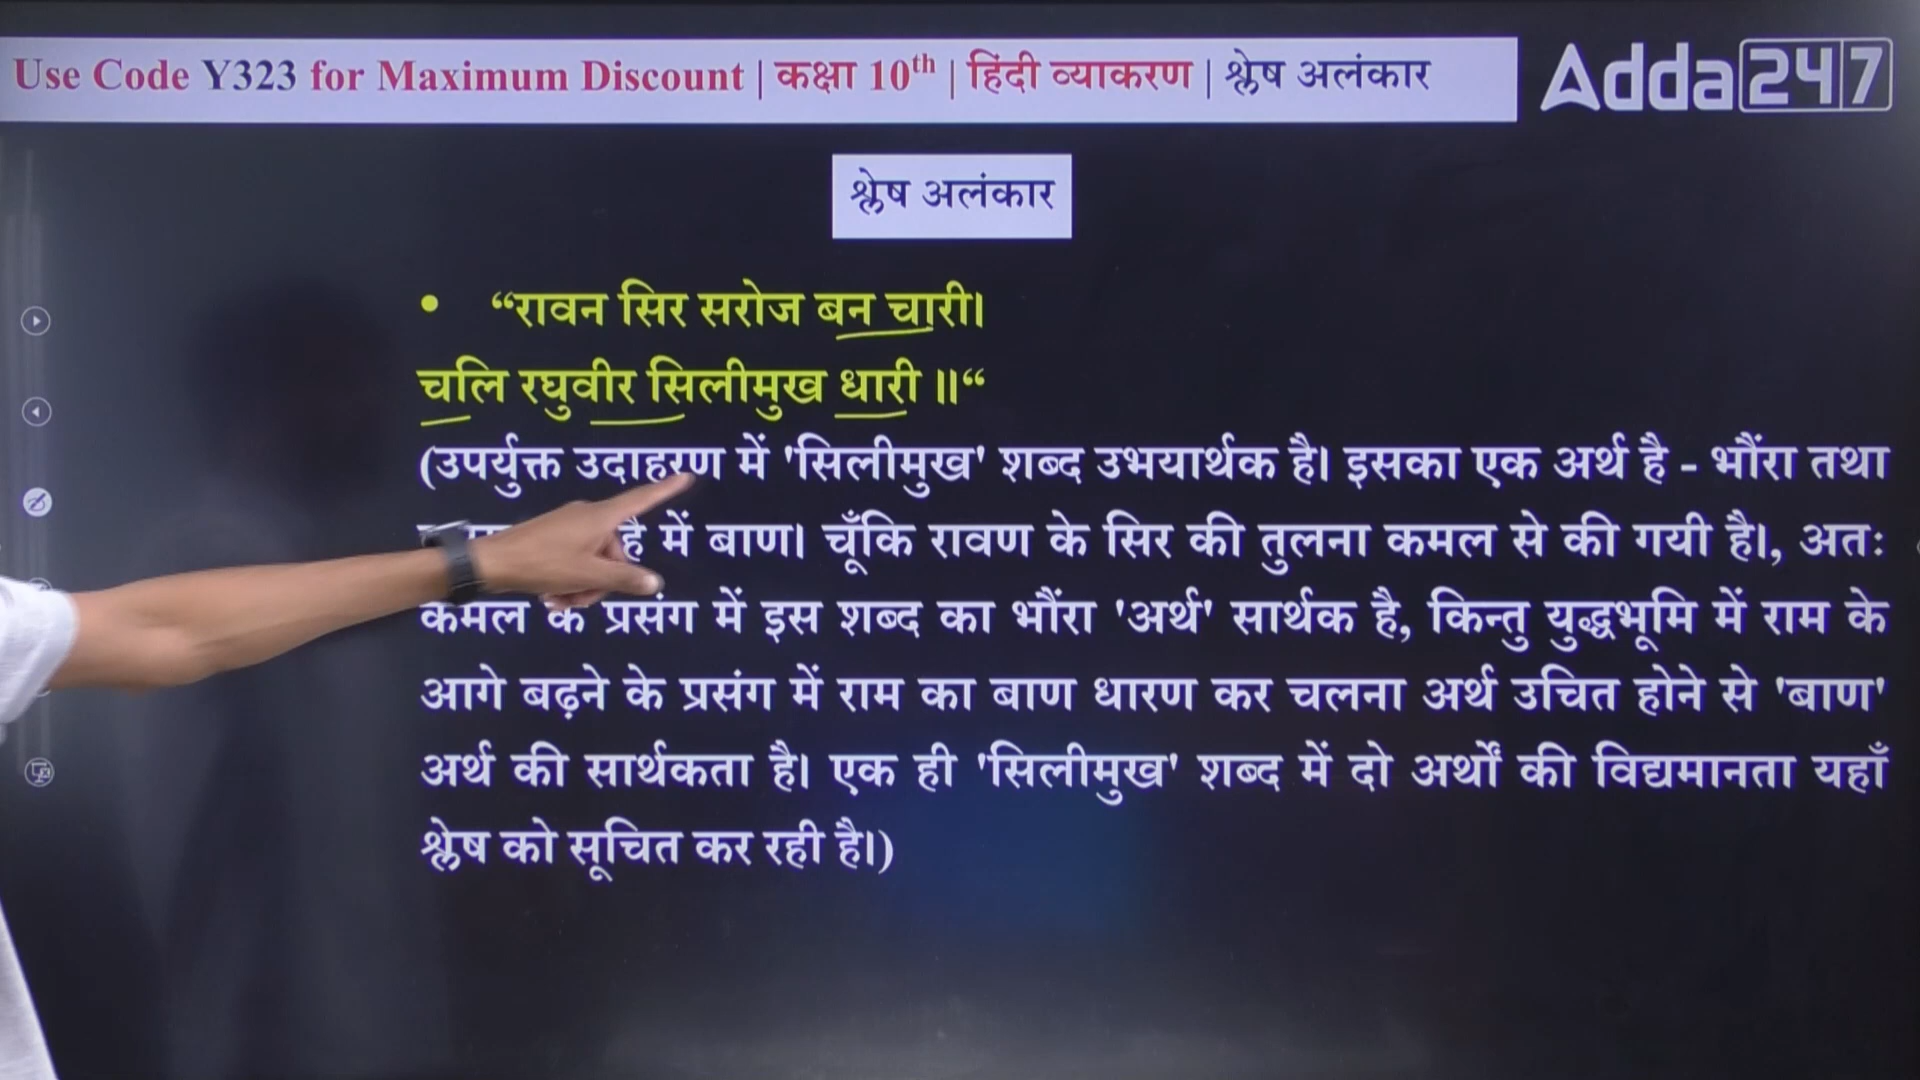 Use Code Y323 for Maximum Discount | कक्षा 10th | हिंदी व्याकरण | श्लेष अलंकार
Adda247
श्लेष अलंकार
• “रावन सिर सरोज बन चारी।
चलि रघुवीर सिलीमुख धारी ॥“
(उपर्युक्त उदाहरण में 'सिलीमुख' शब्द उभयार्थक है। इसका एक अर्थ है - भौंरा तथा
है में बाण। चूँकि रावण के सिर की तुलना कमल से की गयी है।, अतः
कमल के प्रसंग में इस शब्द का भौंरा 'अर्थ' सार्थक है, किन्तु युद्धभूमि में राम के
आगे बढ़ने के प्रसंग में राम का बाण धारण कर चलना अर्थ उचित होने से 'बाण'
अर्थ की सार्थकता है। एक ही 'सिलीमुख' शब्द में दो अर्थों की विद्यमानता यहाँ
श्लेष को सूचित कर रही है।)